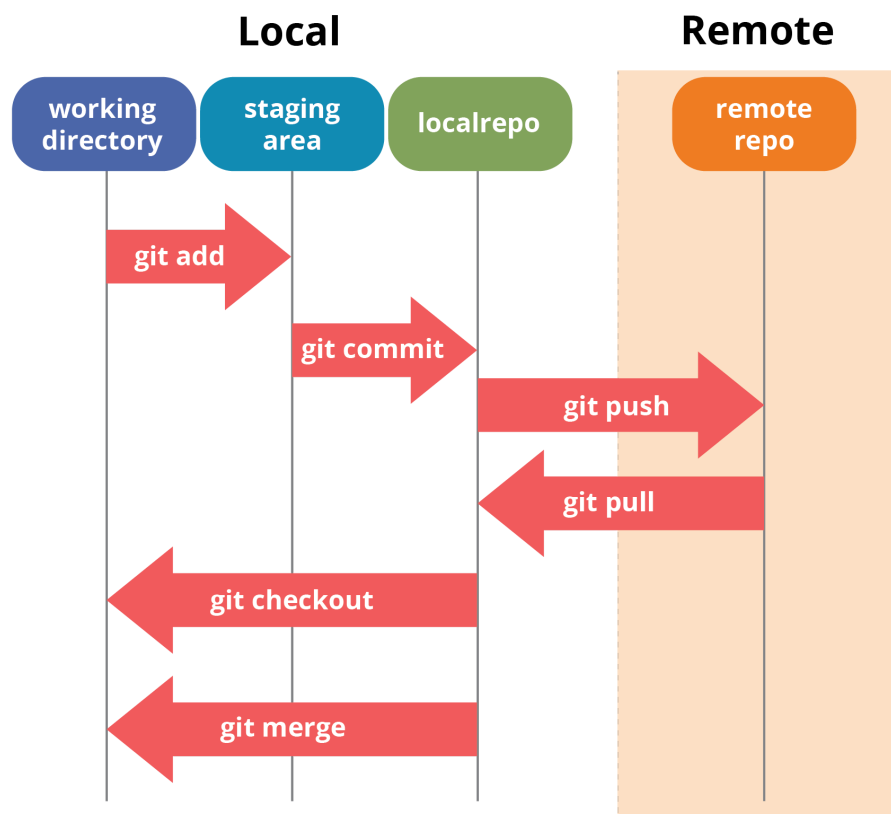 Local
Remote
working
directory
staging
area
localrepo
remote
repo
git add
git commit
git push
git pull
git checkout
git merge